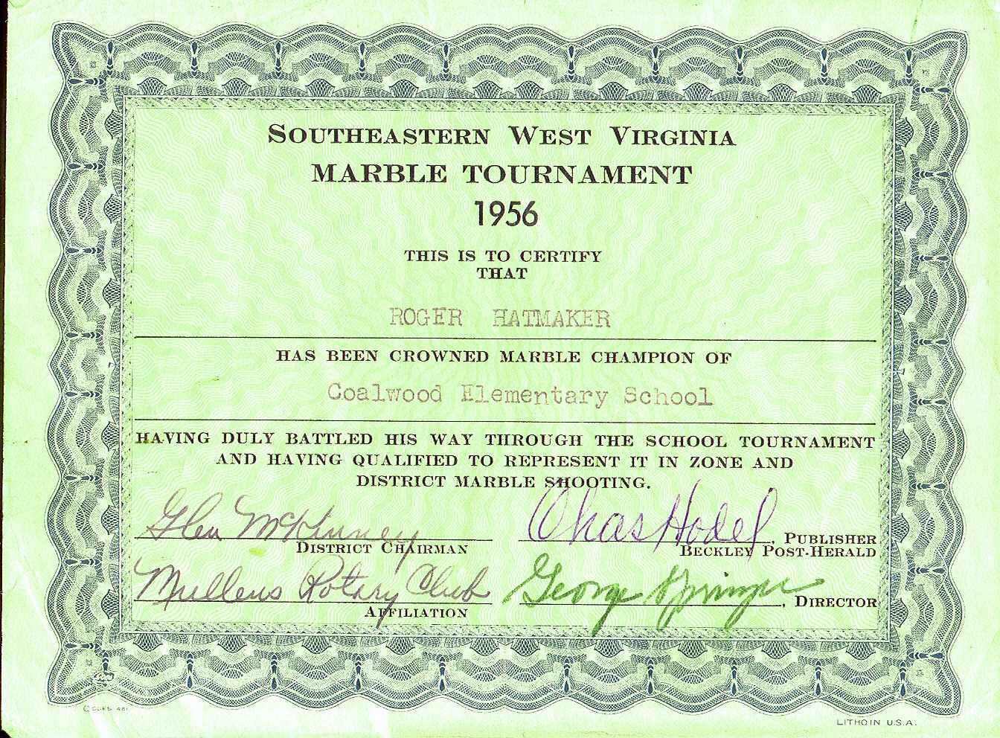 SOUTHEASTERN WEST VIRGINIA
MARBLE TOURNAMENT
1956
THIS IS TO CERTIFY
THAT
ROGER HATMAKER
HAS BEEN CROWNED MARBLE CHAMPION OF
Coalwood Elementary School
HAVING DULY BATTLED HIS WAY THROUGH THE SCHOOL TOURNAMENT
AND HAVING QUALIFIED TO REPRESENT IT IN ZONE AND
DISTRICT MARBLE SHOOTING.
Glen McKinney
DISTRICT CHAIRMAN
Chas Hodel, PUBLISHER
BECKLEY POST-HERALD
Mullens Rotary Club
AFFILIATION
George Springer, DIRECTOR
LITHO IN U.S.A.